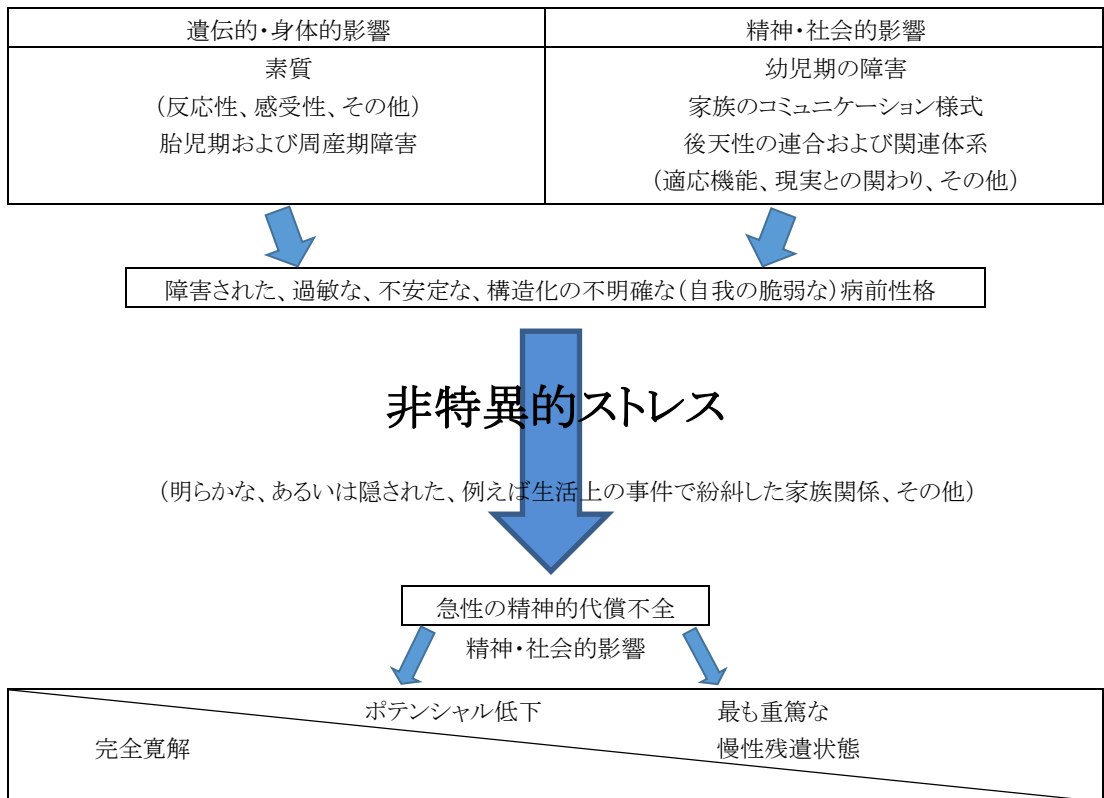 遺伝的・身体的影響
精神・社会的影響
素質
(反応性、感受性、その他)
胎児期および周産期障害
幼児期の障害
家族のコミュニケーション様式
後天性の連合および関連体系
(適応機能、現実との関わり、その他)
障害された、過敏な、不安定な、構造化の不明確な(自我の脆弱な)病前性格
非特異的ストレス
(明らかな、あるいは隠された、例えば生活上の事件で紛糾した家族関係、その他)
急性の精神的代償不全
精神・社会的影響
ポテンシャル低下
最も重篤な
完全寛解
慢性残遺状態